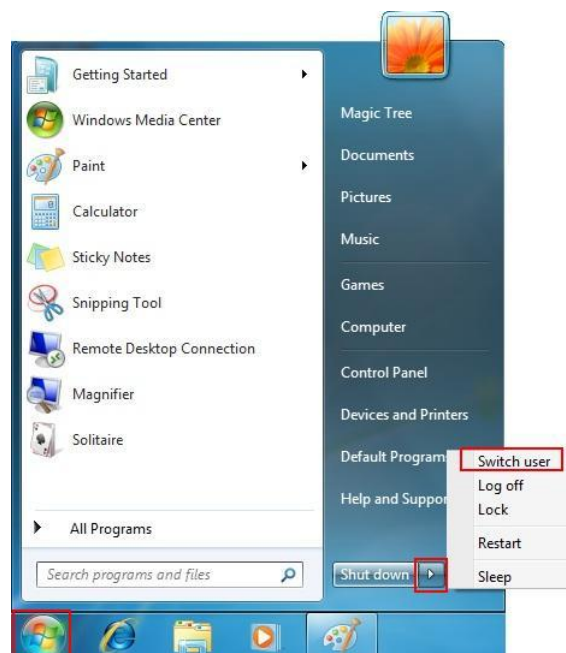 Getting Started
Windows Media Center
Paint
Calculator
Sticky Notes
Snipping Tool
Remote Desktop Connection
Magnifier
Solitaire
All Programs
Search programs and files
Magic Tree
Documents
Pictures
Music
Games
Computer
Control Panel
Devices and Printers
Default Program
Help and Suppor
Shut down
Switch user
Log off
Lock
Restart
Sleep